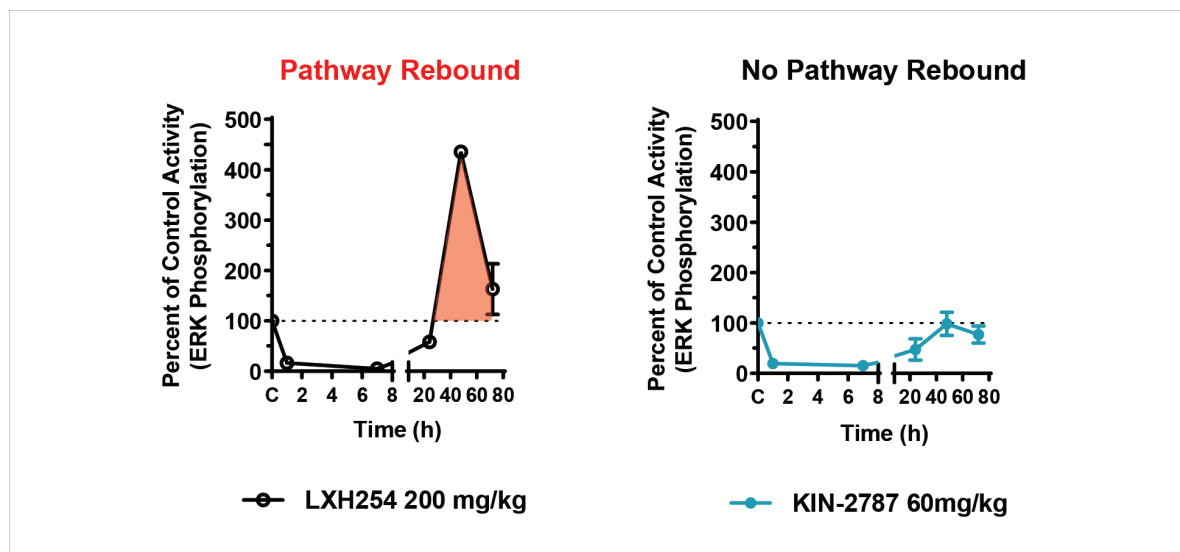 Pathway Rebound
Percent of Control Activity
(ERK Phosphorylation)
500
400
300
200
100
0
C 2 4 6 8 20 40 60 80
Time (h)
LXH254 200 mg/kg
No Pathway Rebound
Percent of Control Activity
(ERK Phosphorylation)
500
400
300
200
100
0
C 2 4 6 8 20 40 60 80
Time (h)
KIN-2787 60mg/kg